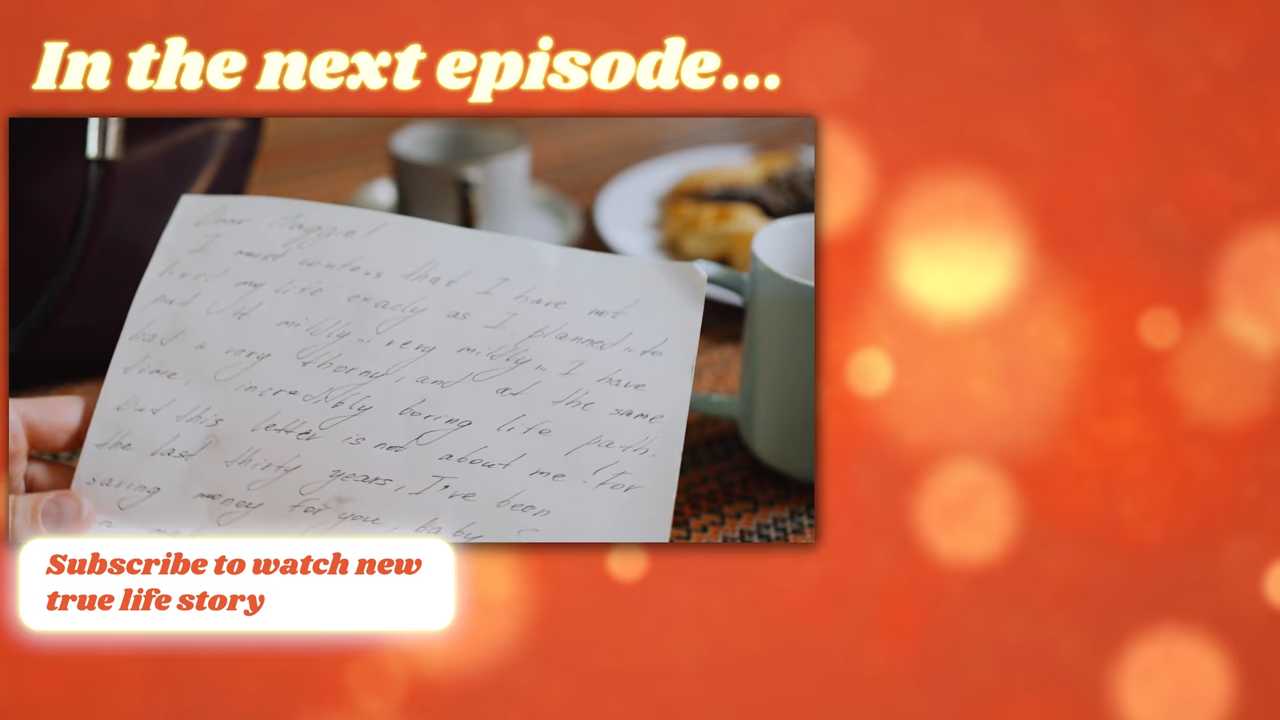 In the next episode...
Dear Maggie!
I must confess that I have not
lived my life exacly as I planned.. to
put it mildly... very mildly... I have
had a very thorny, and at the same
time, incredibly boring life path.
But this letter is not about me. For
the last thirty years, I've been
saving money for you, baby
Subscribe to watch new
true life story